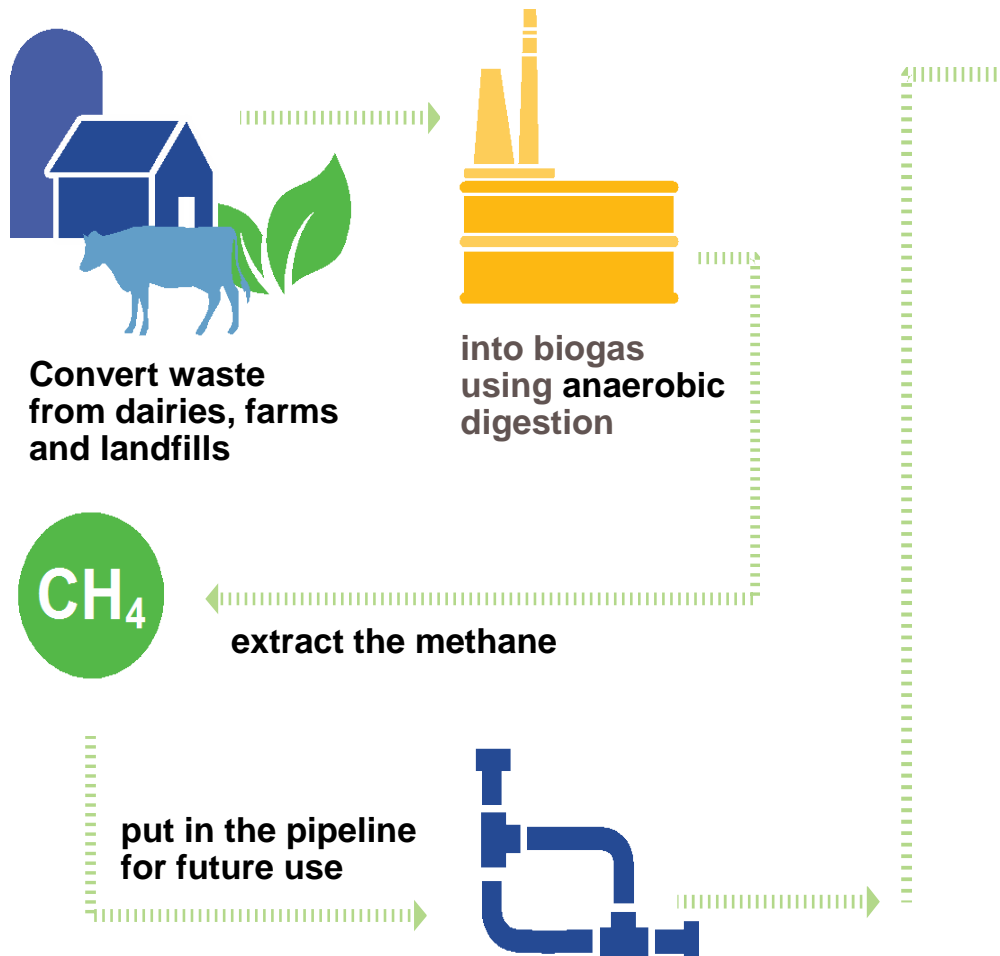 Convert waste
from dairies, farms
and landfills
into biogas
using anaerobic
digestion
CH₄
extract the methane
put in the pipeline
for future use